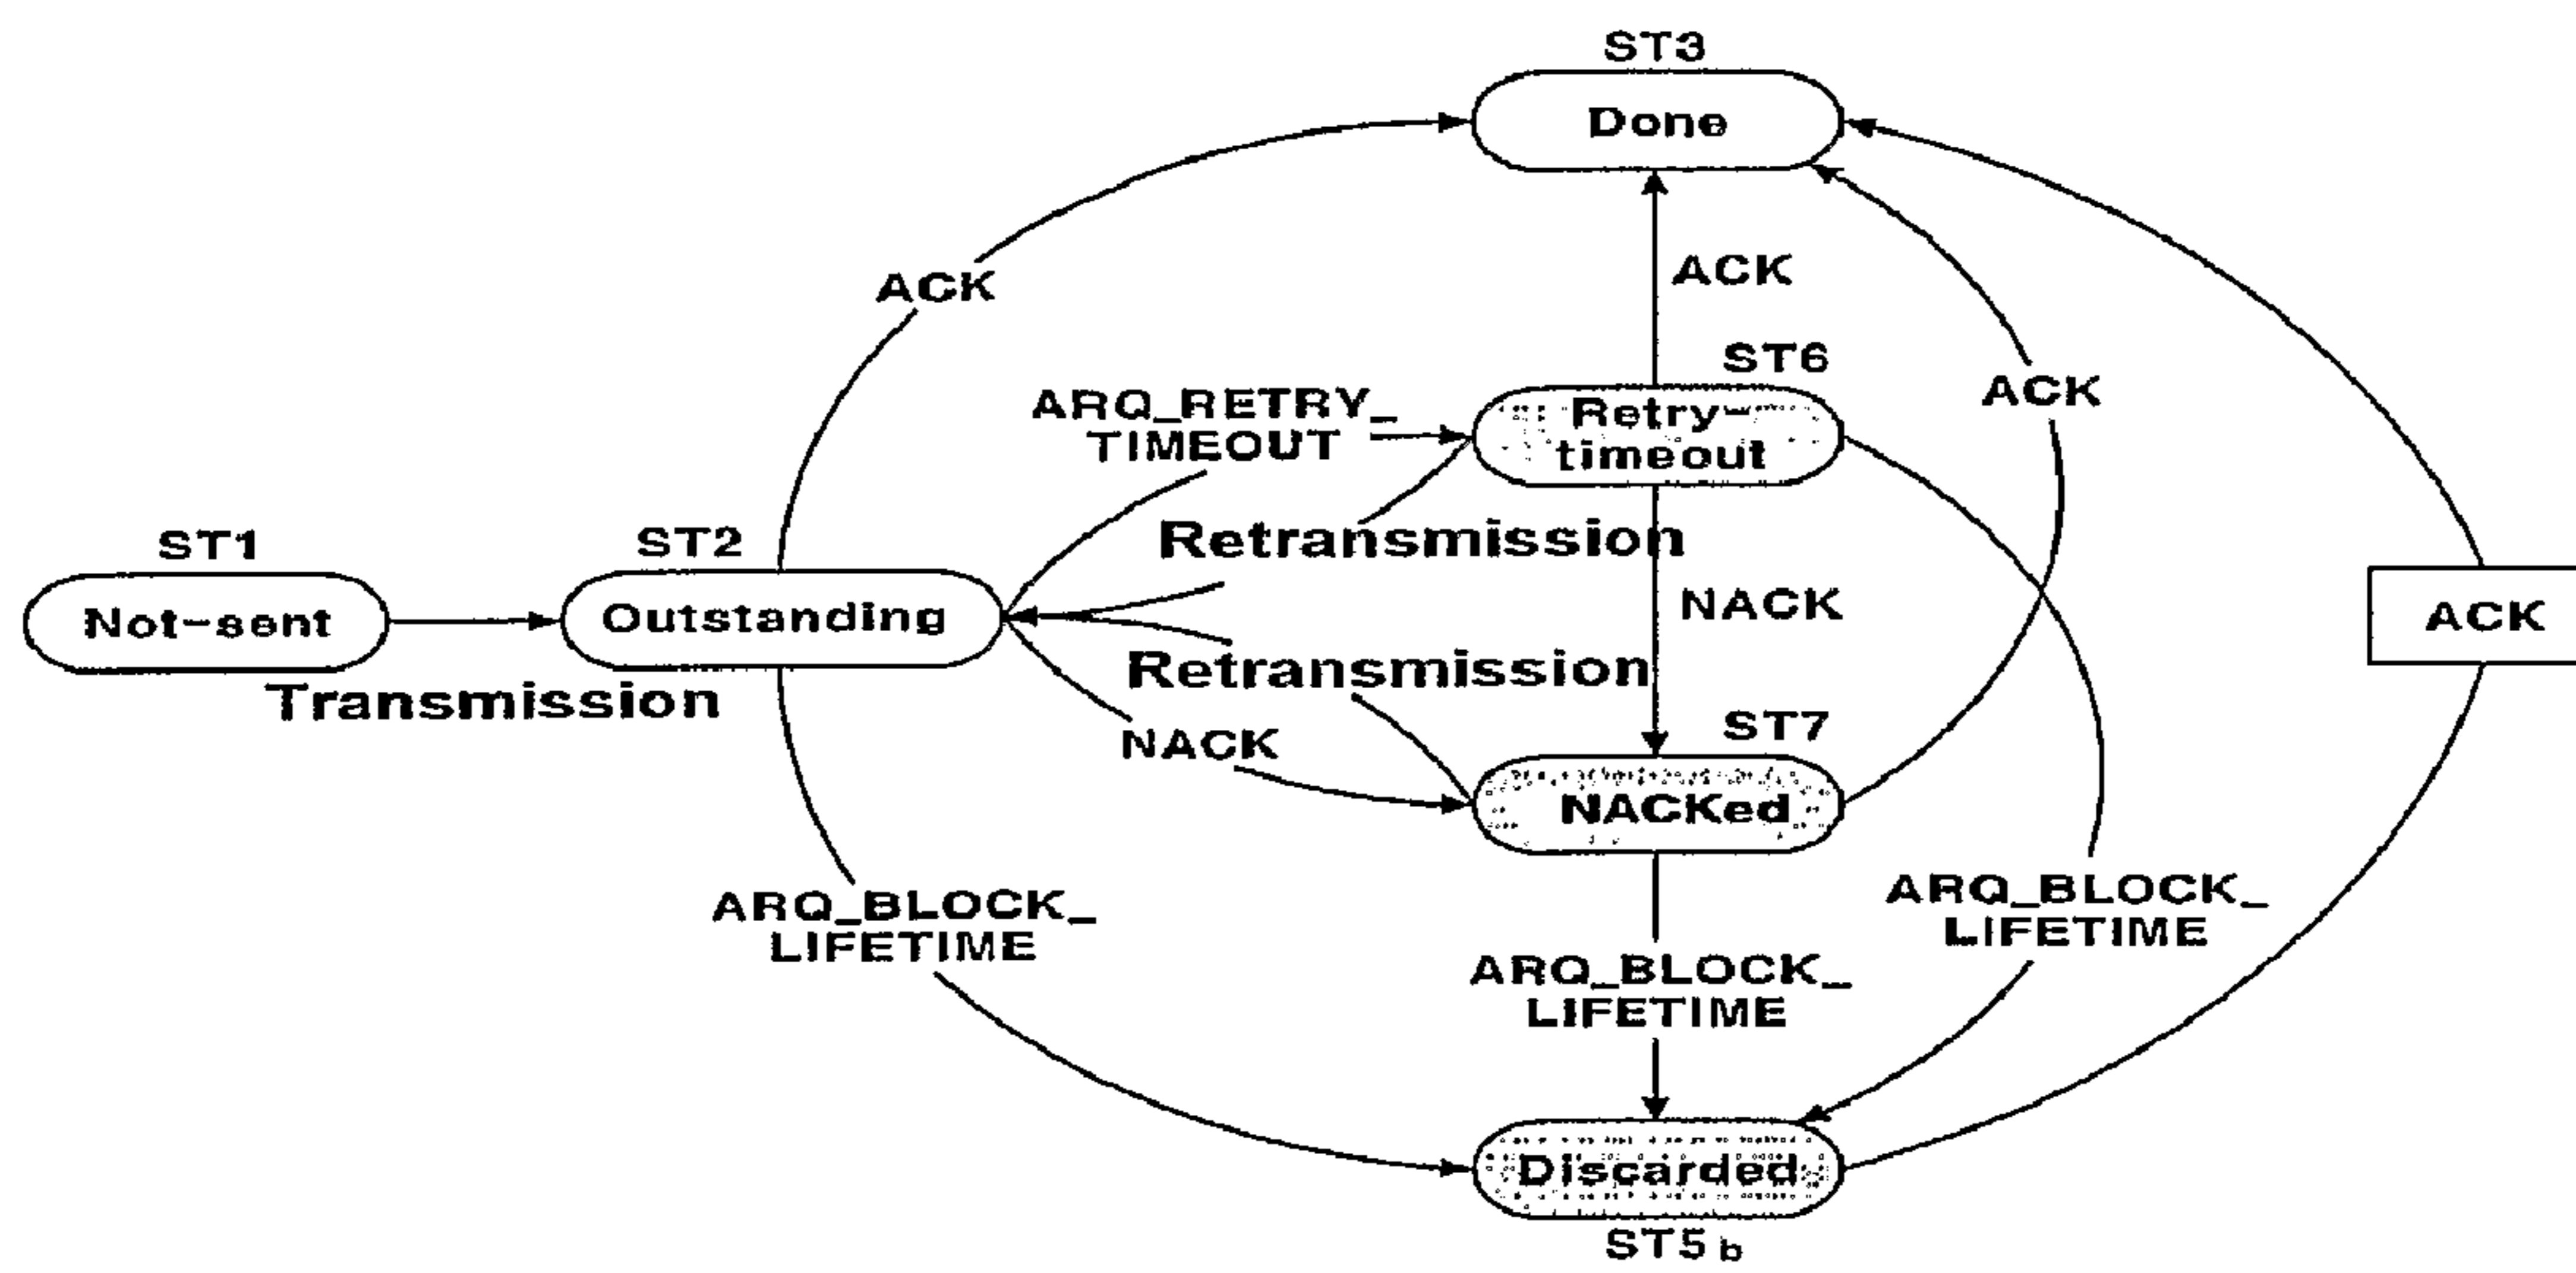 ST3
Done
ACK
ACK
ST6
ARQ_RETRY_
TIMEOUT
Retry-
timeout
ACK
Retransmission
ST1
ST2
Not-sent
Outstanding
NACK
ACK
Transmission
Retransmission
NACK
ST7
NACKed
ARQ_BLOCK_
LIFETIME
ARQ_BLOCK_
LIFETIME
ARQ_BLOCK_
LIFETIME
Discarded
ST5b